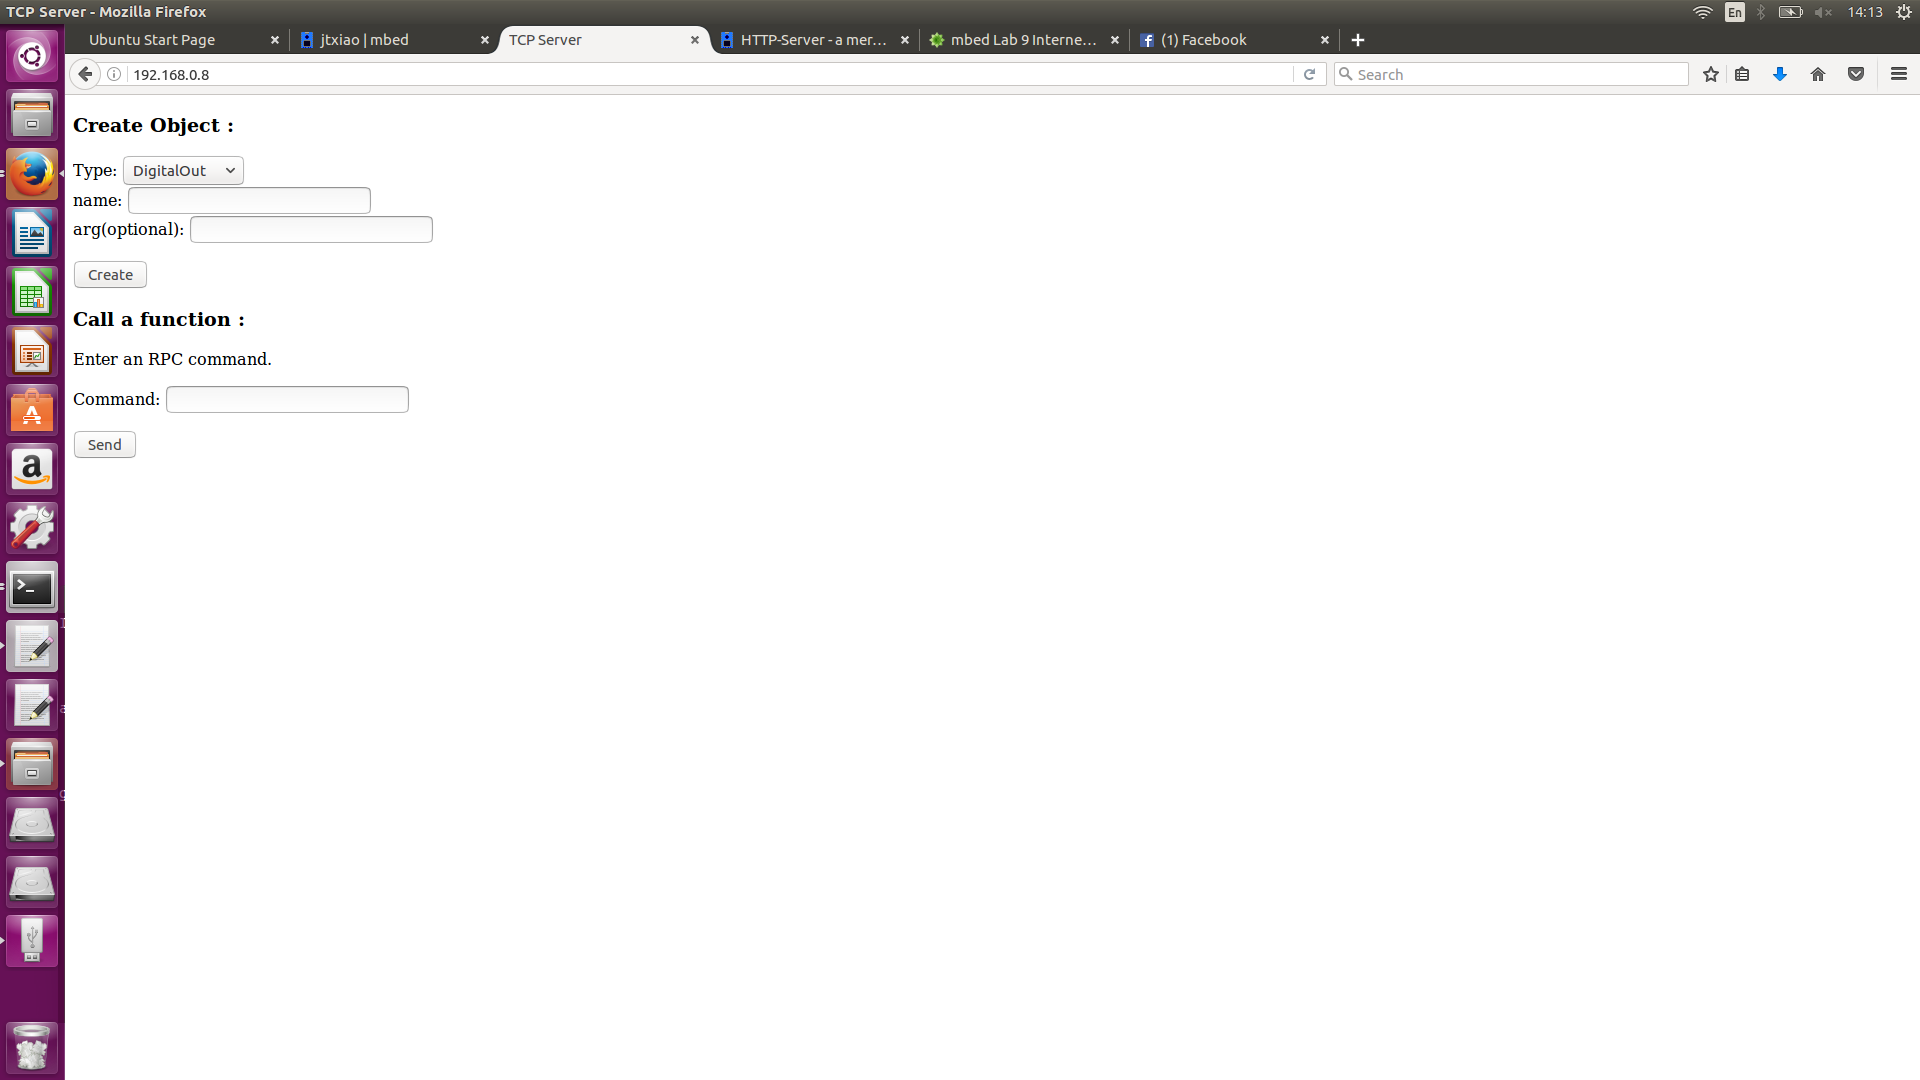 TCP Server - Mozilla Firefox
En
14:13
Ubuntu Start Page
jtxiao | mbed
TCP Server
HTTP-Server - a mer...
mbed Lab 9 Interne...
(1) Facebook
192.168.0.8
Search
Create Object :
Type: DigitalOut
name:
arg(optional):
Create
Call a function :
Enter an RPC command.
Command:
Send